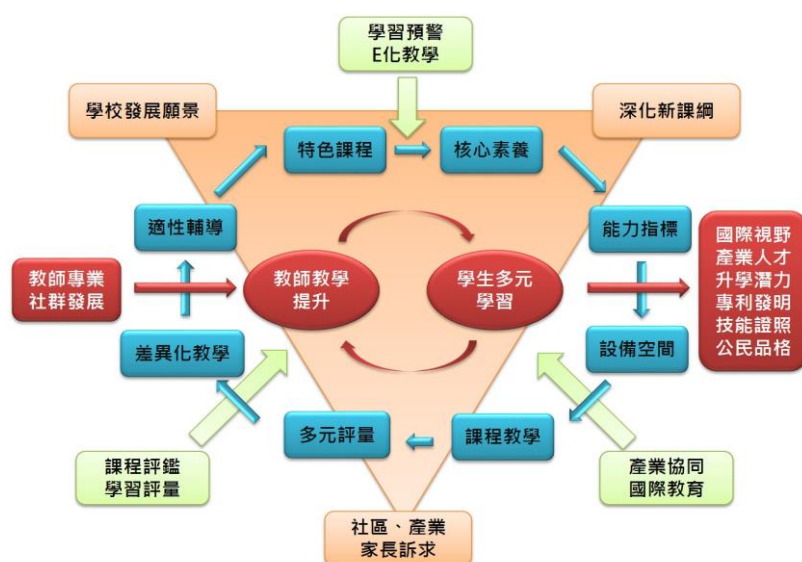 學習預警
E化教學
學校發展願景
深化新課綱
特色課程
核心素養
適性輔導
能力指標
教師專業
社群發展
教師教學
提升
學生多元
學習
國際視野
產業人才
升學潛力
專利發明
技能證照
公民品格
差異化教學
設備空間
多元評量
課程教學
課程評鑑
學習評量
產業協同
國際教育
社區、產業
家長訴求